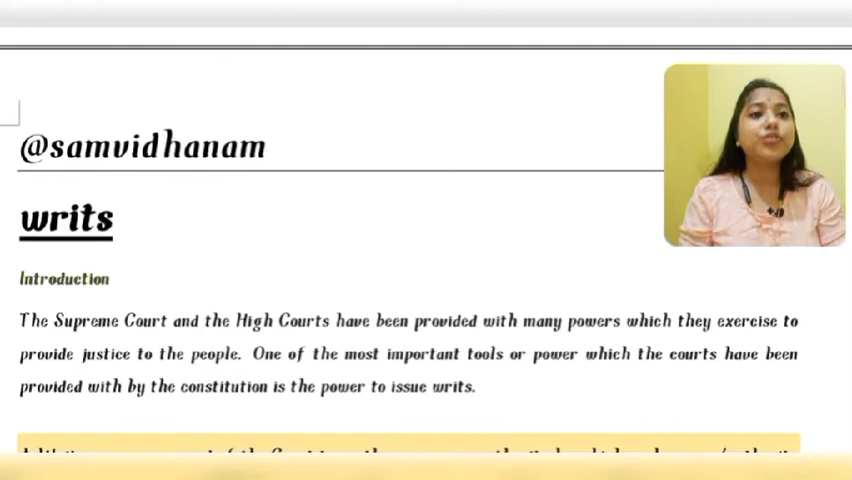 @samvidhanam
writs
Introduction
The Supreme Court and the High Courts have been provided with many powers which they exercise to
provide justice to the people. One of the most important tools or power which the courts have been
provided with by the constitution is the power to issue writs.